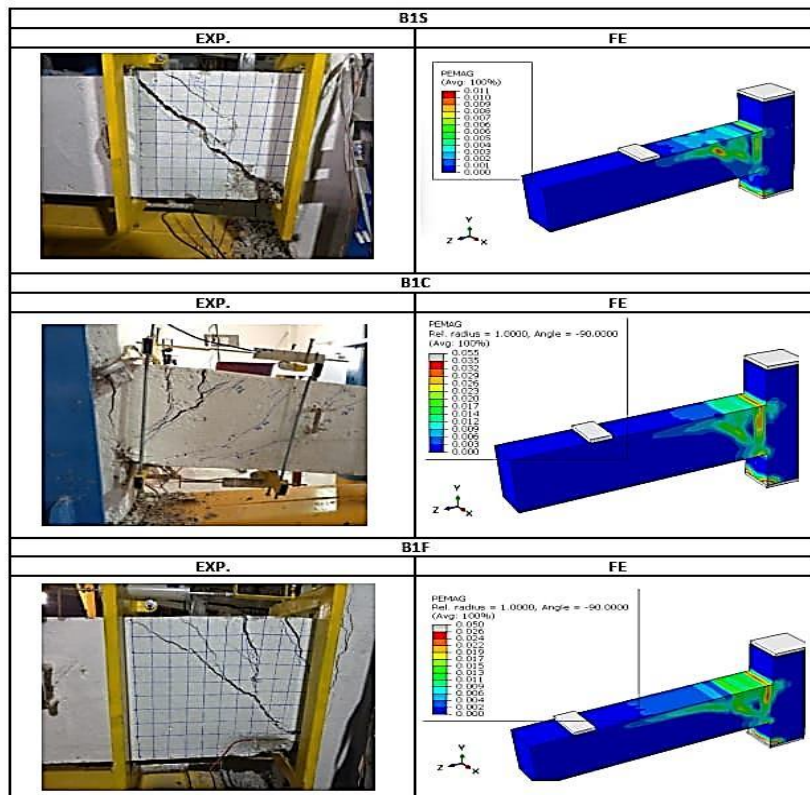 B1S
EXP.
FE
PEMAG
(Avg: 100%)
0.011
0.010
0.009
0.008
0.007
0.006
0.006
0.005
0.004
0.003
0.002
0.001
0.000
Y
Z
X
B1C
EXP.
FE
PEMAG
Rel. radius = 1.0000, Angle = -90.0000
(Avg: 100%)
0.055
0.035
0.032
0.029
0.026
0.023
0.020
0.017
0.014
0.012
0.009
0.006
0.003
0.000
Y
Z
X
B1F
EXP.
FE
PEMAG
Rel. radius = 1.0000, Angle = -90.0000
(Avg: 100%)
0.050
0.026
0.024
0.022
0.019
0.017
0.015
0.013
0.011
0.009
0.006
0.004
0.002
0.000
Y
Z
X